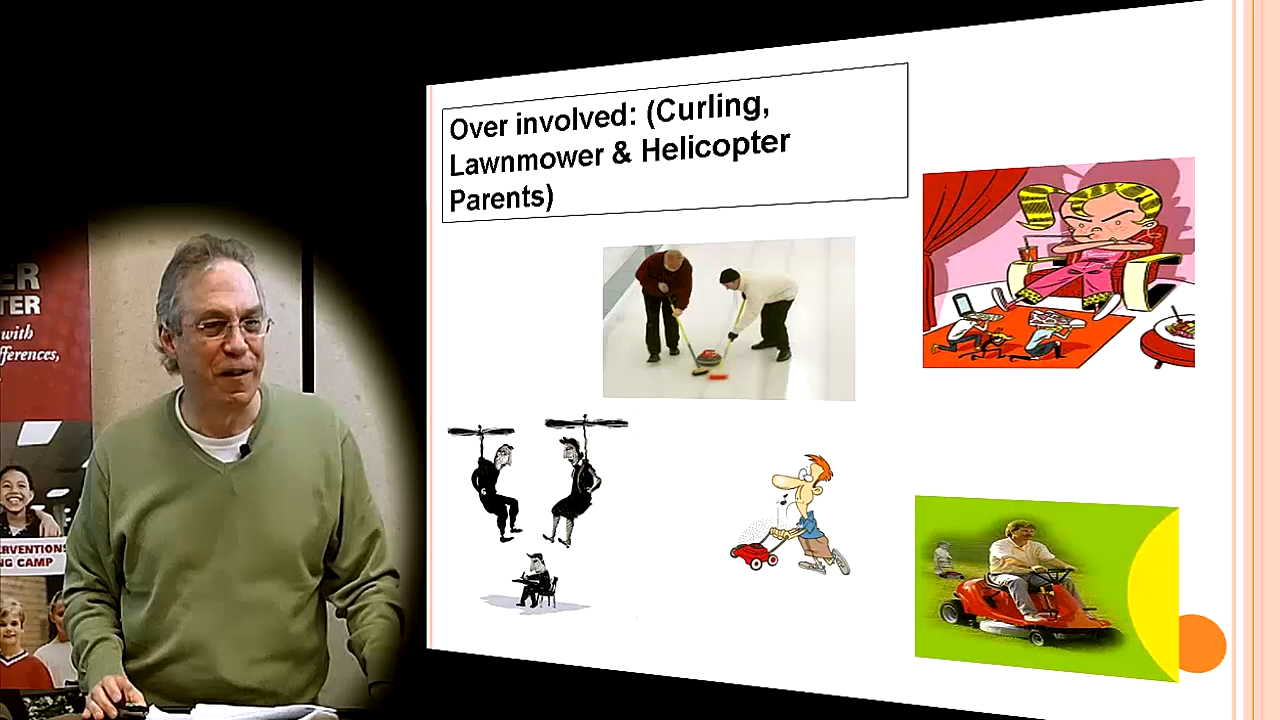 ER
TER
with
fferences,
ERVENTIONS
NG CAMP
Over involved: (Curling,
Lawnmower & Helicopter
Parents)